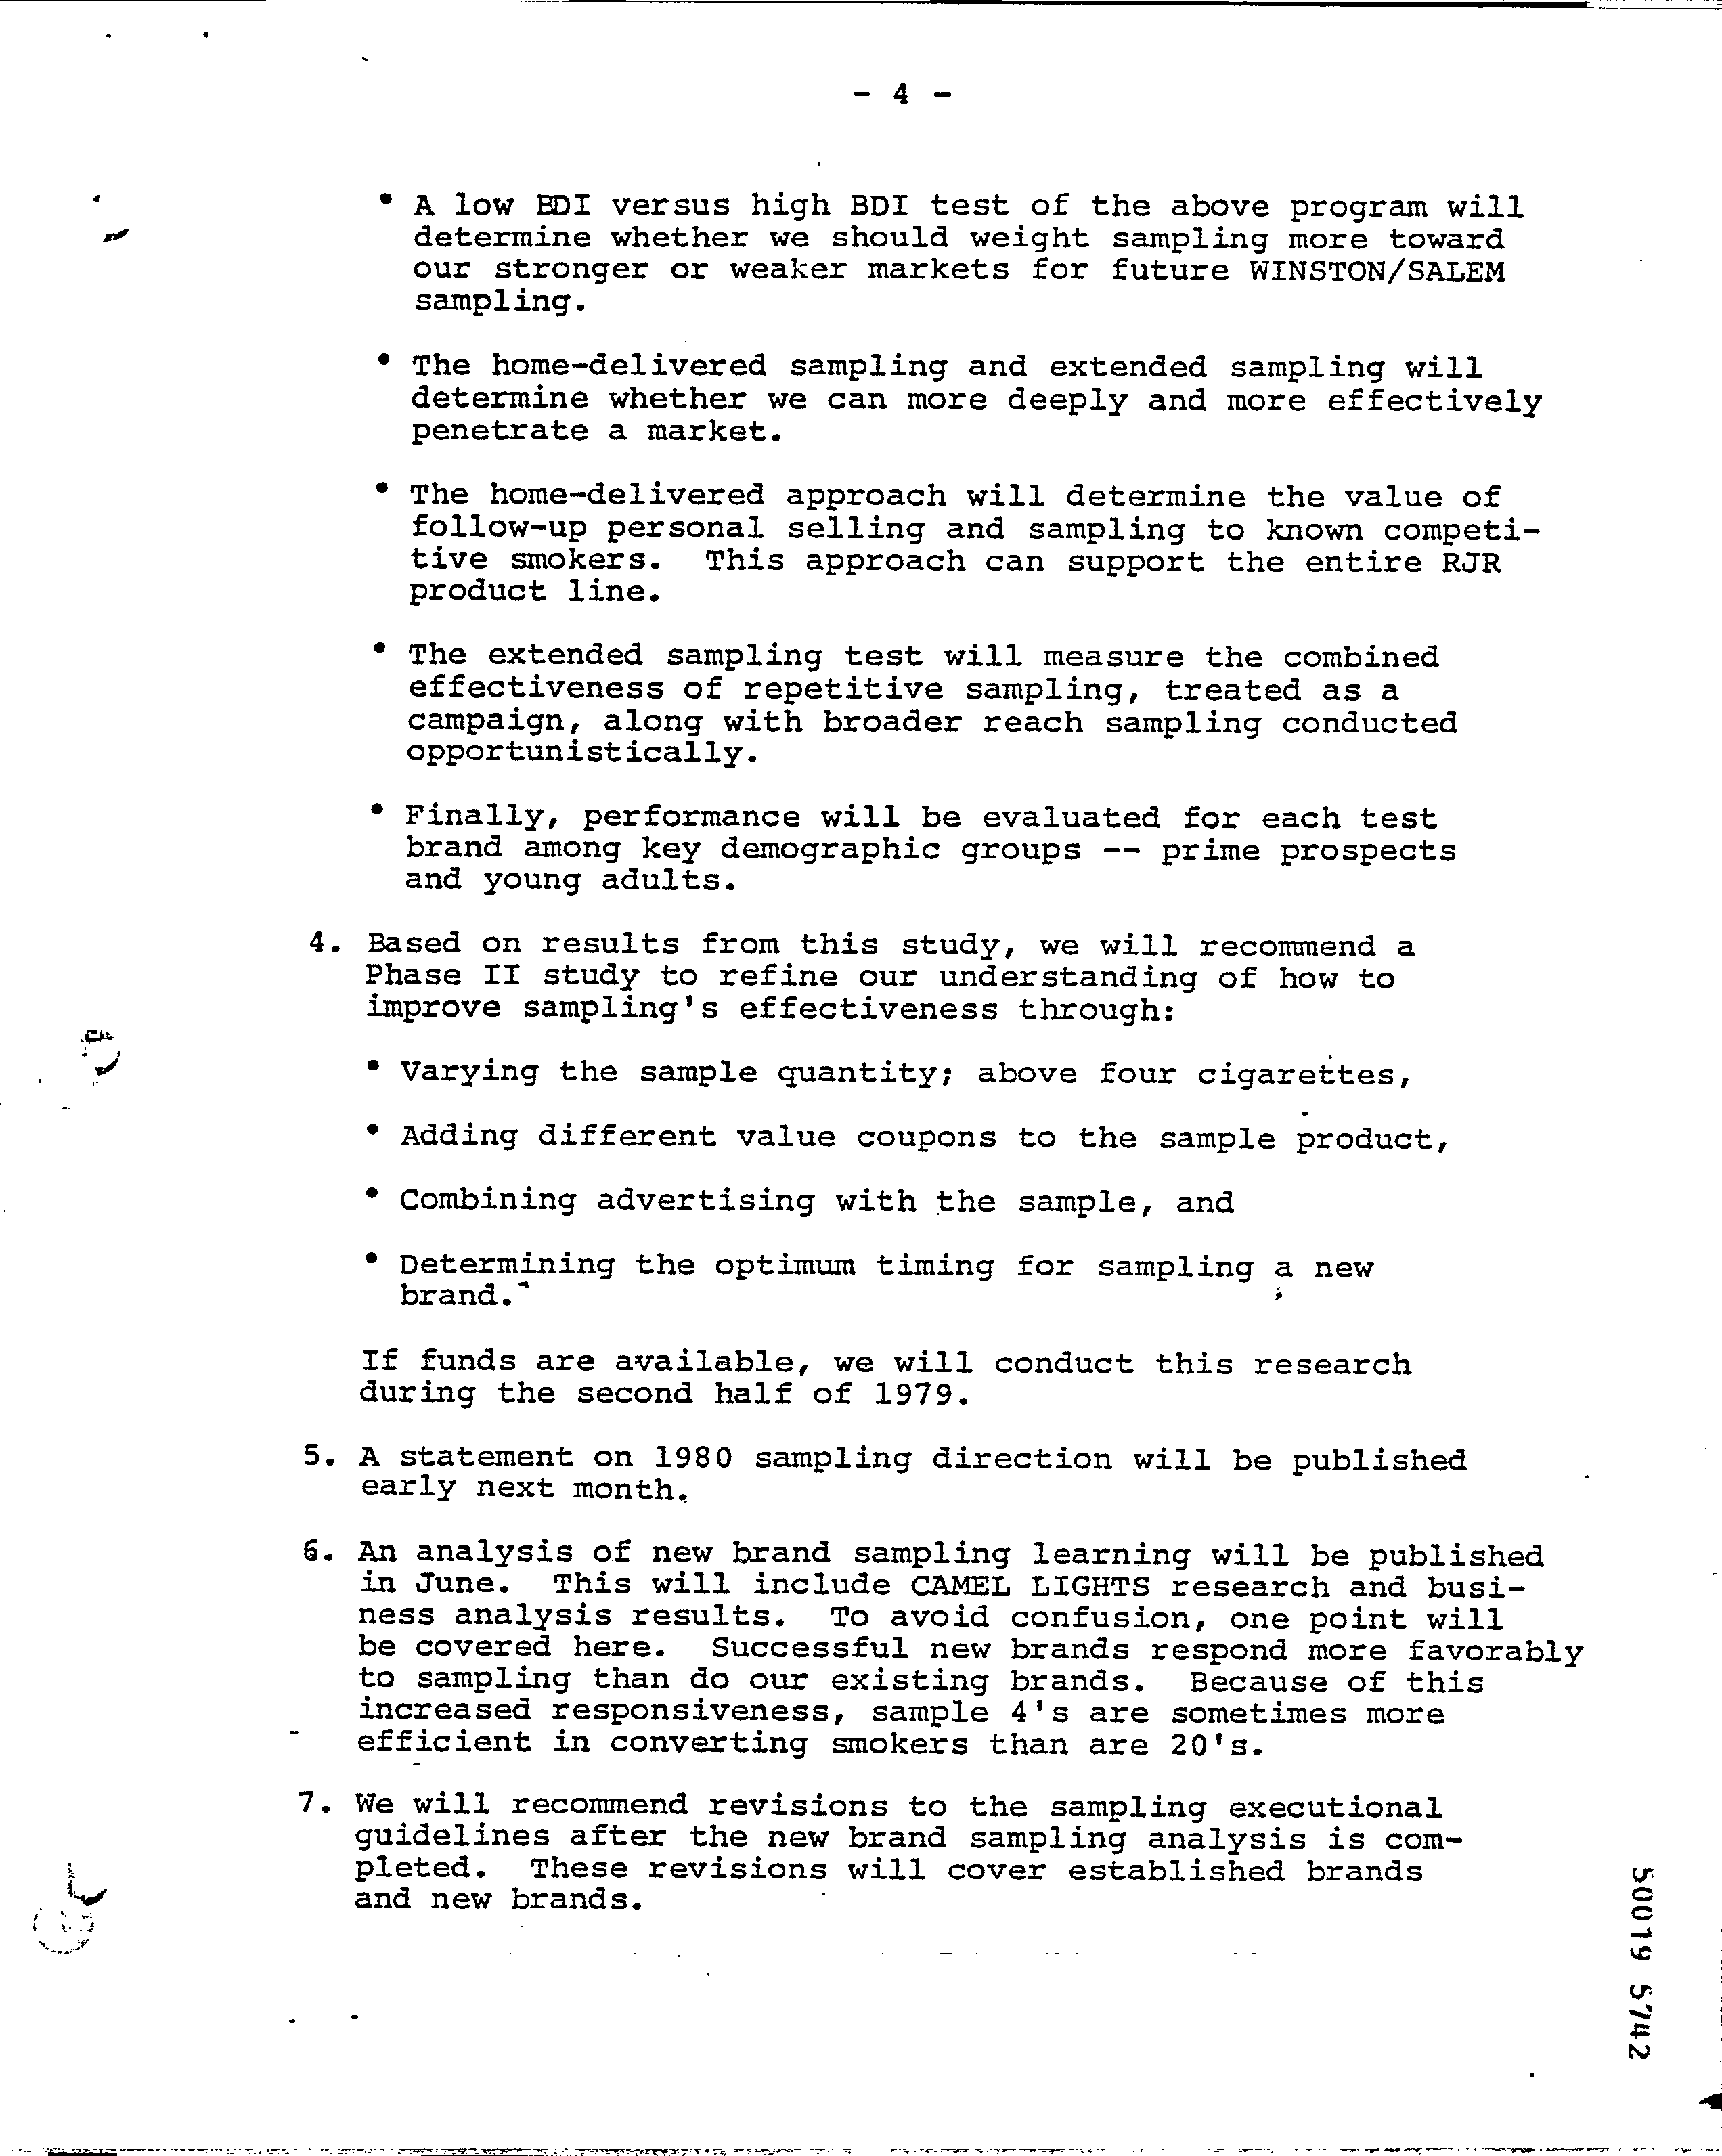 - 4 -
• A low BDI versus high BDI test of the above program will
determine whether we should weight sampling more toward
our stronger or weaker markets for future WINSTON/SALEM
sampling.
• The home-delivered sampling and extended sampling will
determine whether we can more deeply and more effectively
penetrate a market.
• The home-delivered approach will determine the value of
follow-up personal selling and sampling to known competi-
tive smokers. This approach can support the entire RJR
product line.
• The extended sampling test will measure the combined
effectiveness of repetitive sampling, treated as a
campaign, along with broader reach sampling conducted
opportunistically.
• Finally, performance will be evaluated for each test
brand among key demographic groups -- prime prospects
and young adults.
4. Based on results from this study, we will recommend a
Phase II study to refine our understanding of how to
improve sampling's effectiveness through:
• Varying the sample quantity; above four cigarettes,
• Adding different value coupons to the sample product,
• Combining advertising with the sample, and
• Determining the optimum timing for sampling a new
brand.
If funds are available, we will conduct this research
during the second half of 1979.
5. A statement on 1980 sampling direction will be published
early next month.
6. An analysis of new brand sampling learning will be published
in June. This will include CAMEL LIGHTS research and busi-
ness analysis results. To avoid confusion, one point will
be covered here. Successful new brands respond more favorably
to sampling than do our existing brands. Because of this
increased responsiveness, sample 4's are sometimes more
efficient in converting smokers than are 20's.
7. We will recommend revisions to the sampling executional
guidelines after the new brand sampling analysis is com-
pleted. These revisions will cover established brands
and new brands.
50019 5742